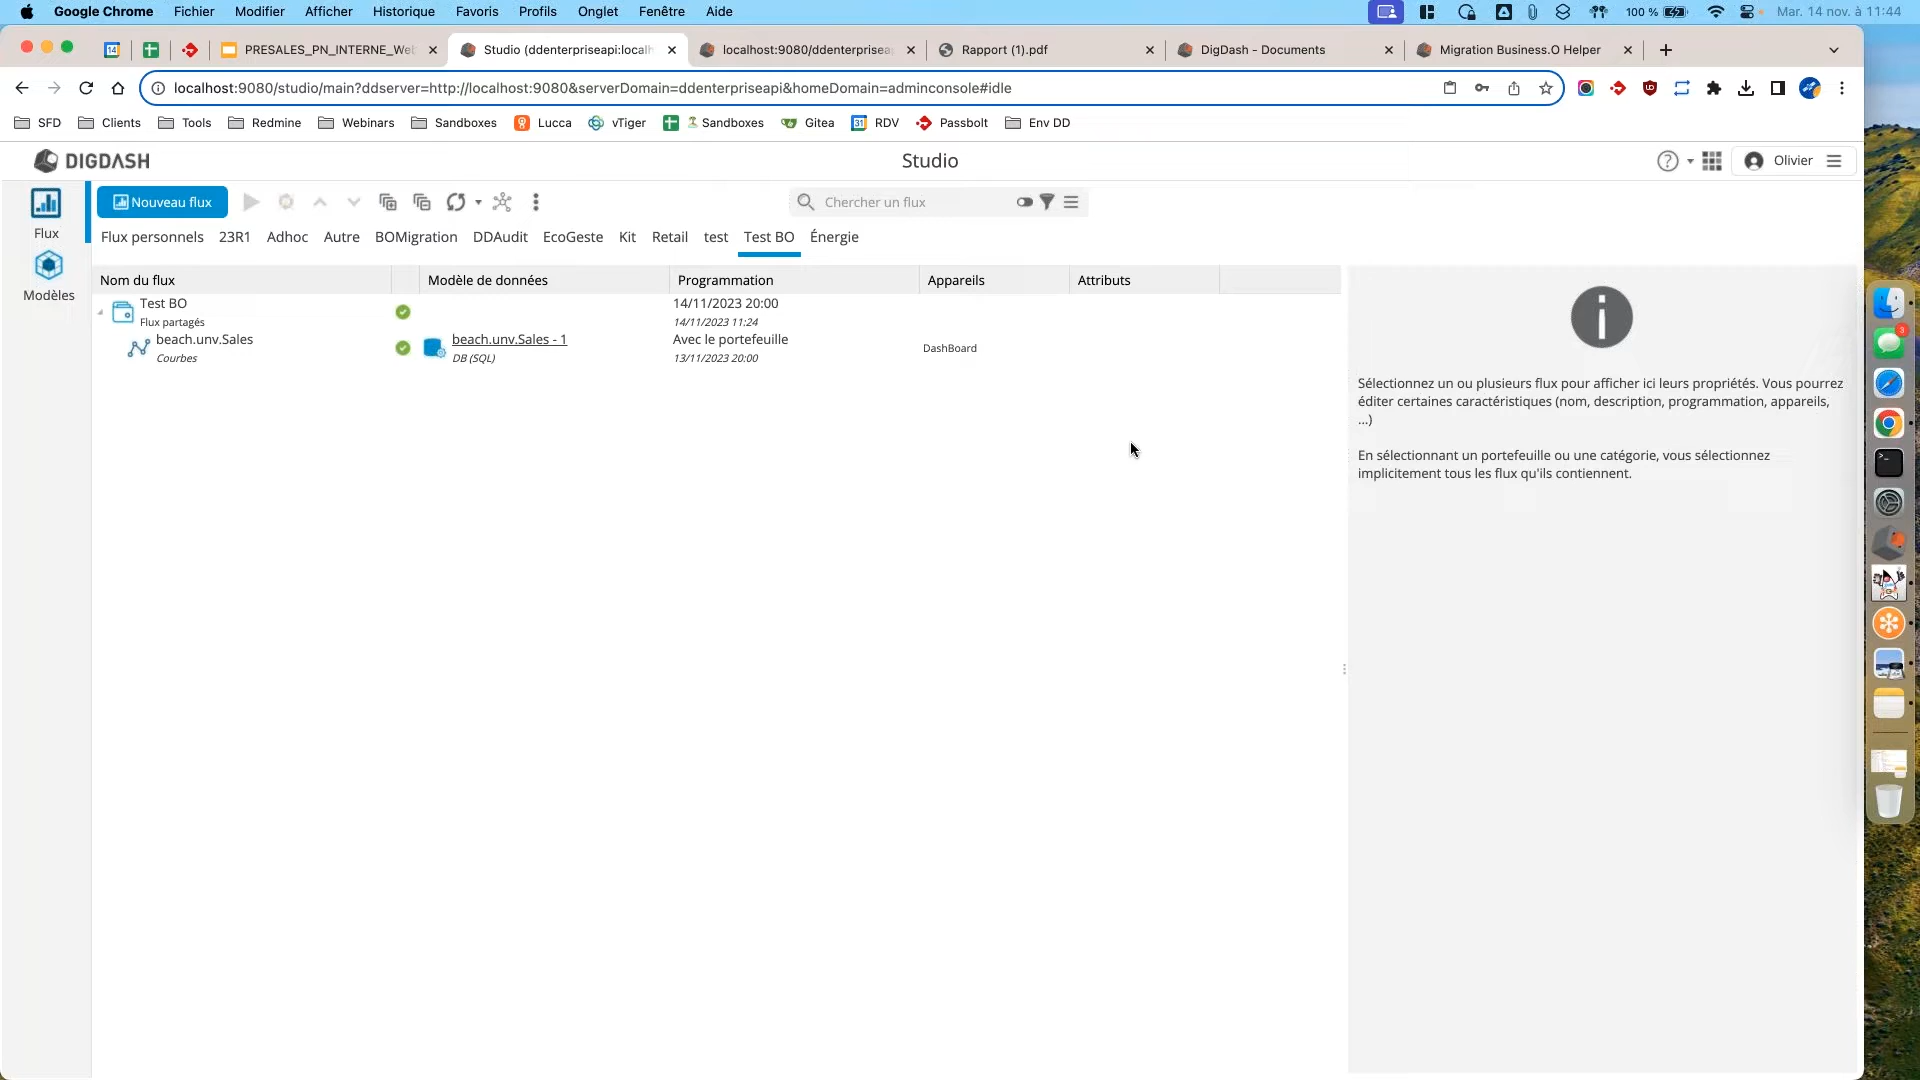 Google Chrome Fichier Modifier Afficher Historique Favoris Profils Onglet Fenêtre Aide 100 % Mar. 14 nov. à 11:44
PRESALES_PN_INTERNE_Web Studio (ddenterpriseapi:localh localhost:9080/ddenterprisea Rapport (1).pdf DigDash - Documents Migration Business.O Helper
localhost:9080/studio/main?ddserver=http://localhost:9080&serverDomain=ddenterpriseapi&homeDomain=adminconsole#idle
SFD Clients Tools Redmine Webinars Sandboxes Lucca vTiger Sandboxes Gitea RDV Passbolt Env DD
DIGDASH Studio Olivier
Nouveau flux Chercher un flux
Flux
Flux personnels 23R1 Adhoc Autre BOMigration DDAudit EcoGeste Kit Retail test Test BO Énergie
Modèles
Nom du flux Modèle de données Programmation Appareils Attributs
Test BO 14/11/2023 20:00
Flux partagés 14/11/2023 11:24
beach.unv.Sales beach.unv.Sales - 1 Avec le portefeuille
Courbes DB (SQL) 13/11/2023 20:00
DashBoard
Sélectionnez un ou plusieurs flux pour afficher ici leurs propriétés. Vous pourrez
éditer certaines caractéristiques (nom, description, programmation, appareils,
...)
En sélectionnant un portefeuille ou une catégorie, vous sélectionnez
implicitement tous les flux qu'ils contiennent.
3